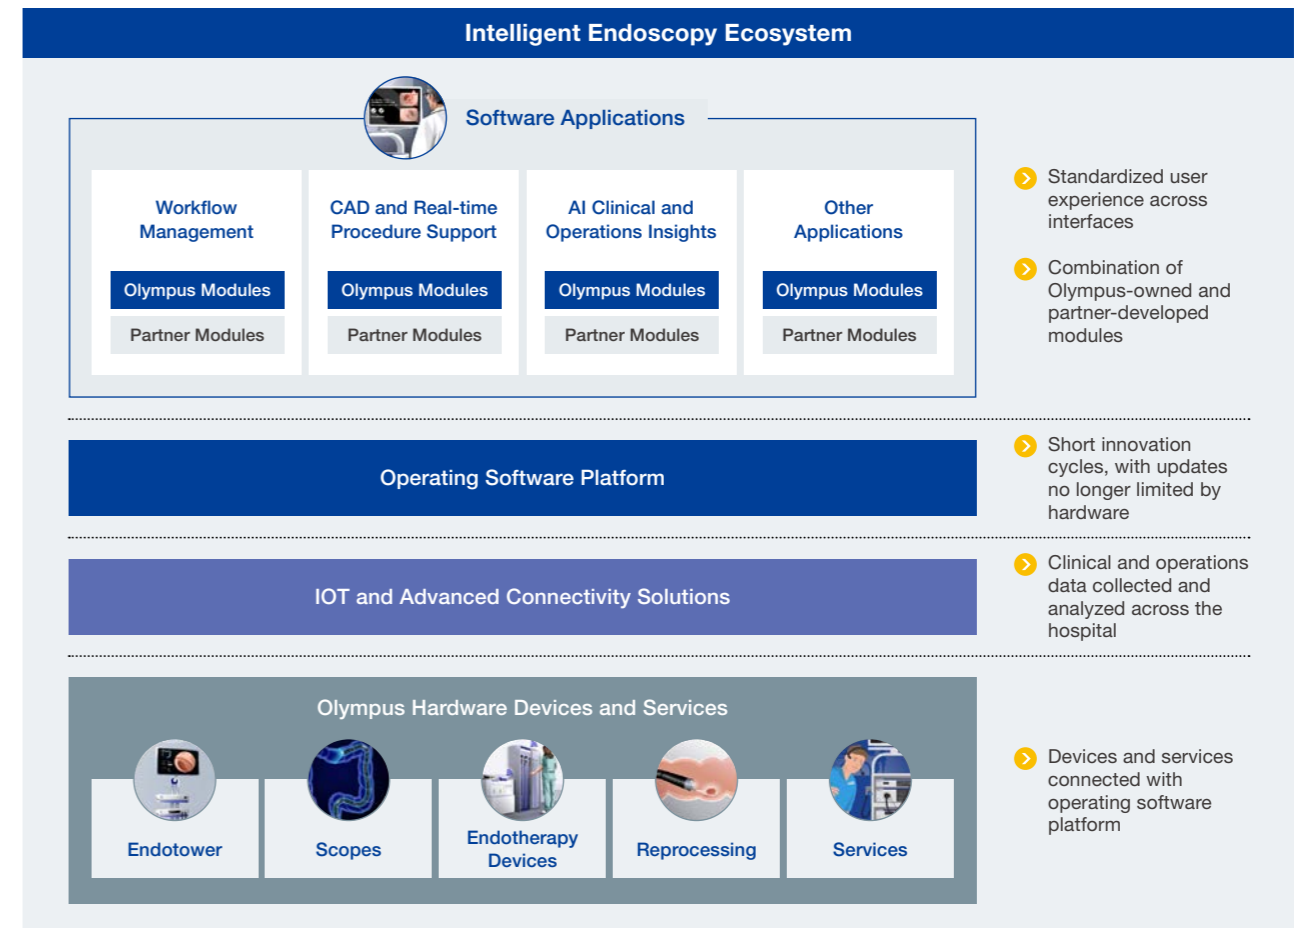 Intelligent Endoscopy Ecosystem
Software Applications
Workflow
Management
Olympus Modules
Partner Modules
CAD and Real-time
Procedure Support
Olympus Modules
Partner Modules
AI Clinical and
Operations Insights
Olympus Modules
Partner Modules
Other
Applications
Olympus Modules
Partner Modules
Standardized user
experience across
interfaces
Combination of
Olympus-owned and
partner-developed
modules
Operating Software Platform
Short innovation
cycles, with updates
no longer limited by
hardware
IOT and Advanced Connectivity Solutions
Clinical and operations
data collected and
analyzed across the
hospital
Olympus Hardware Devices and Services
Endotower
Scopes
Endotherapy
Devices
Reprocessing
Services
Devices and services
connected with
operating software
platform